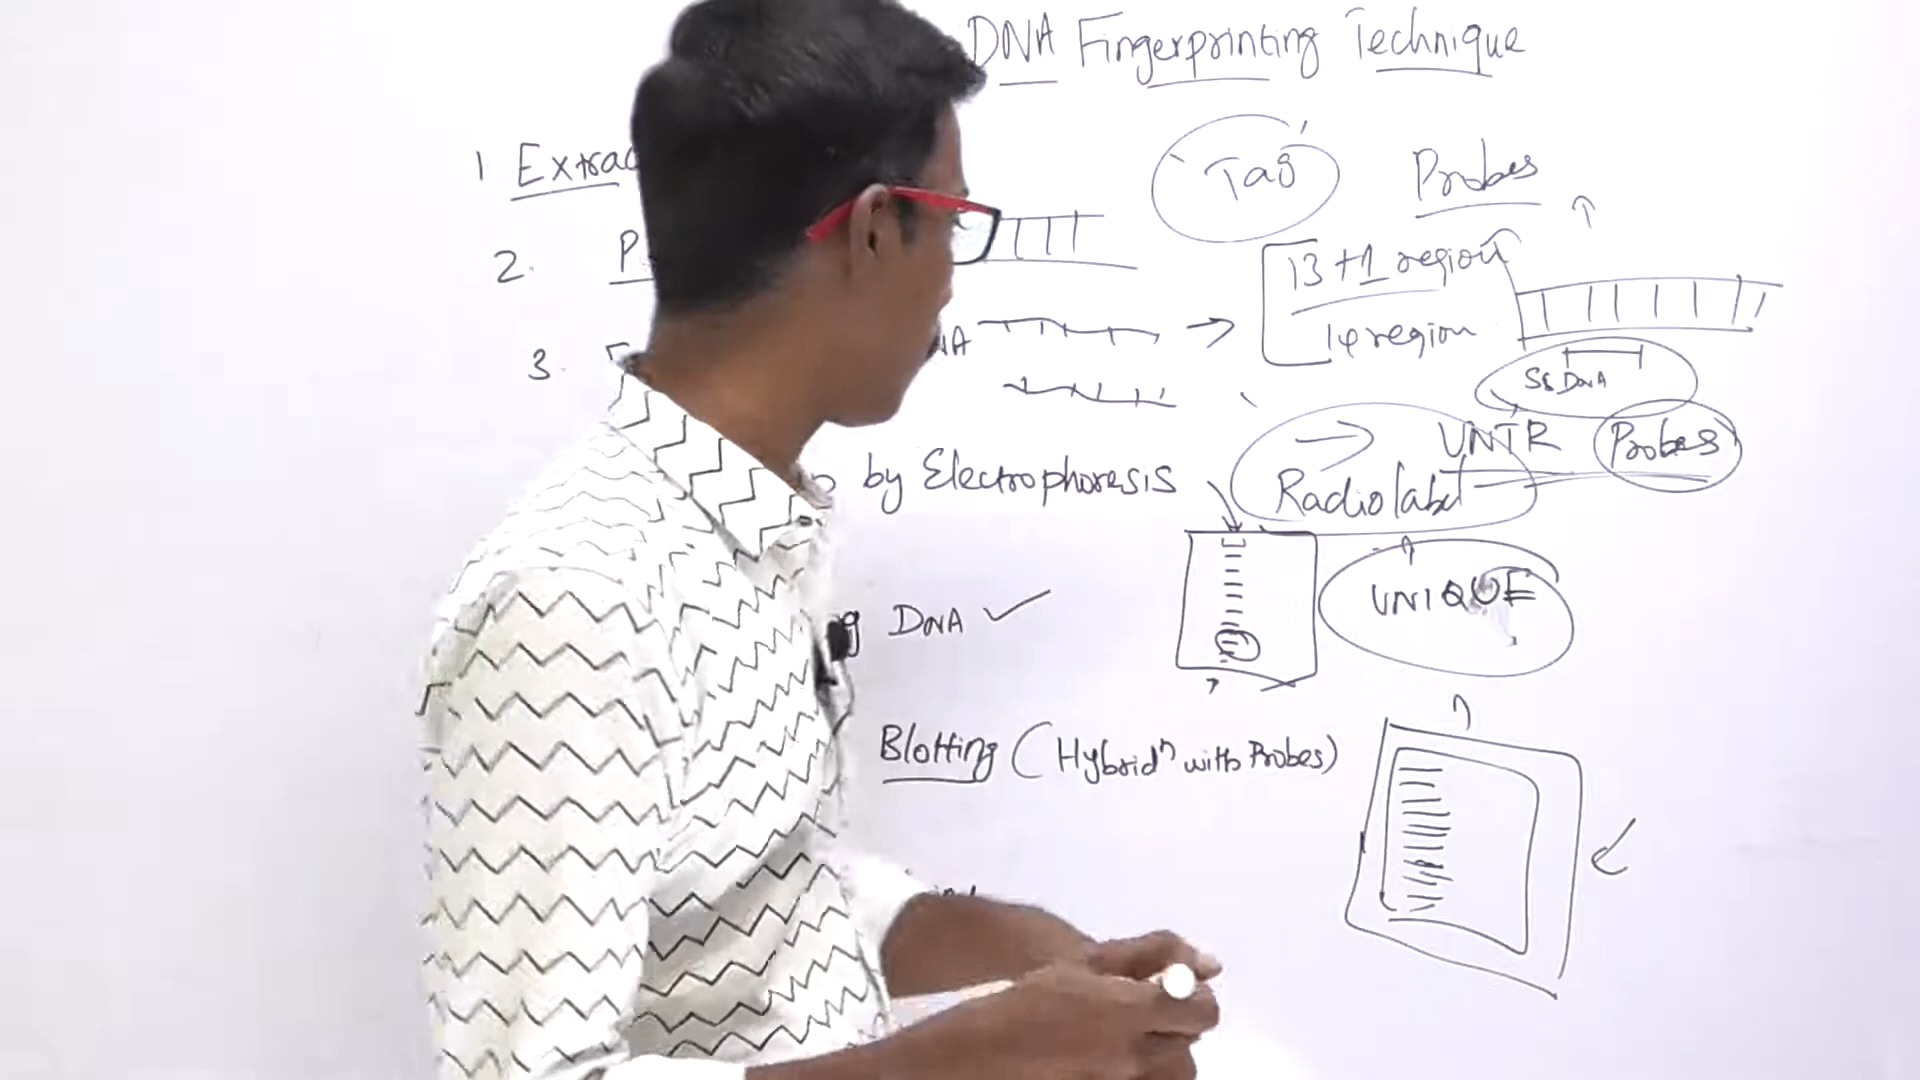 DNA Fingerprinting Technique
1 Extrac
Tag
Probes
2. P
13 +1 region
14 region
3.
SS DNA
VNTR Probes
by Electrophoresis
Radiolabel
UNIQUE
g DNA ✓
Blotting (Hybridⁿ with Probes)